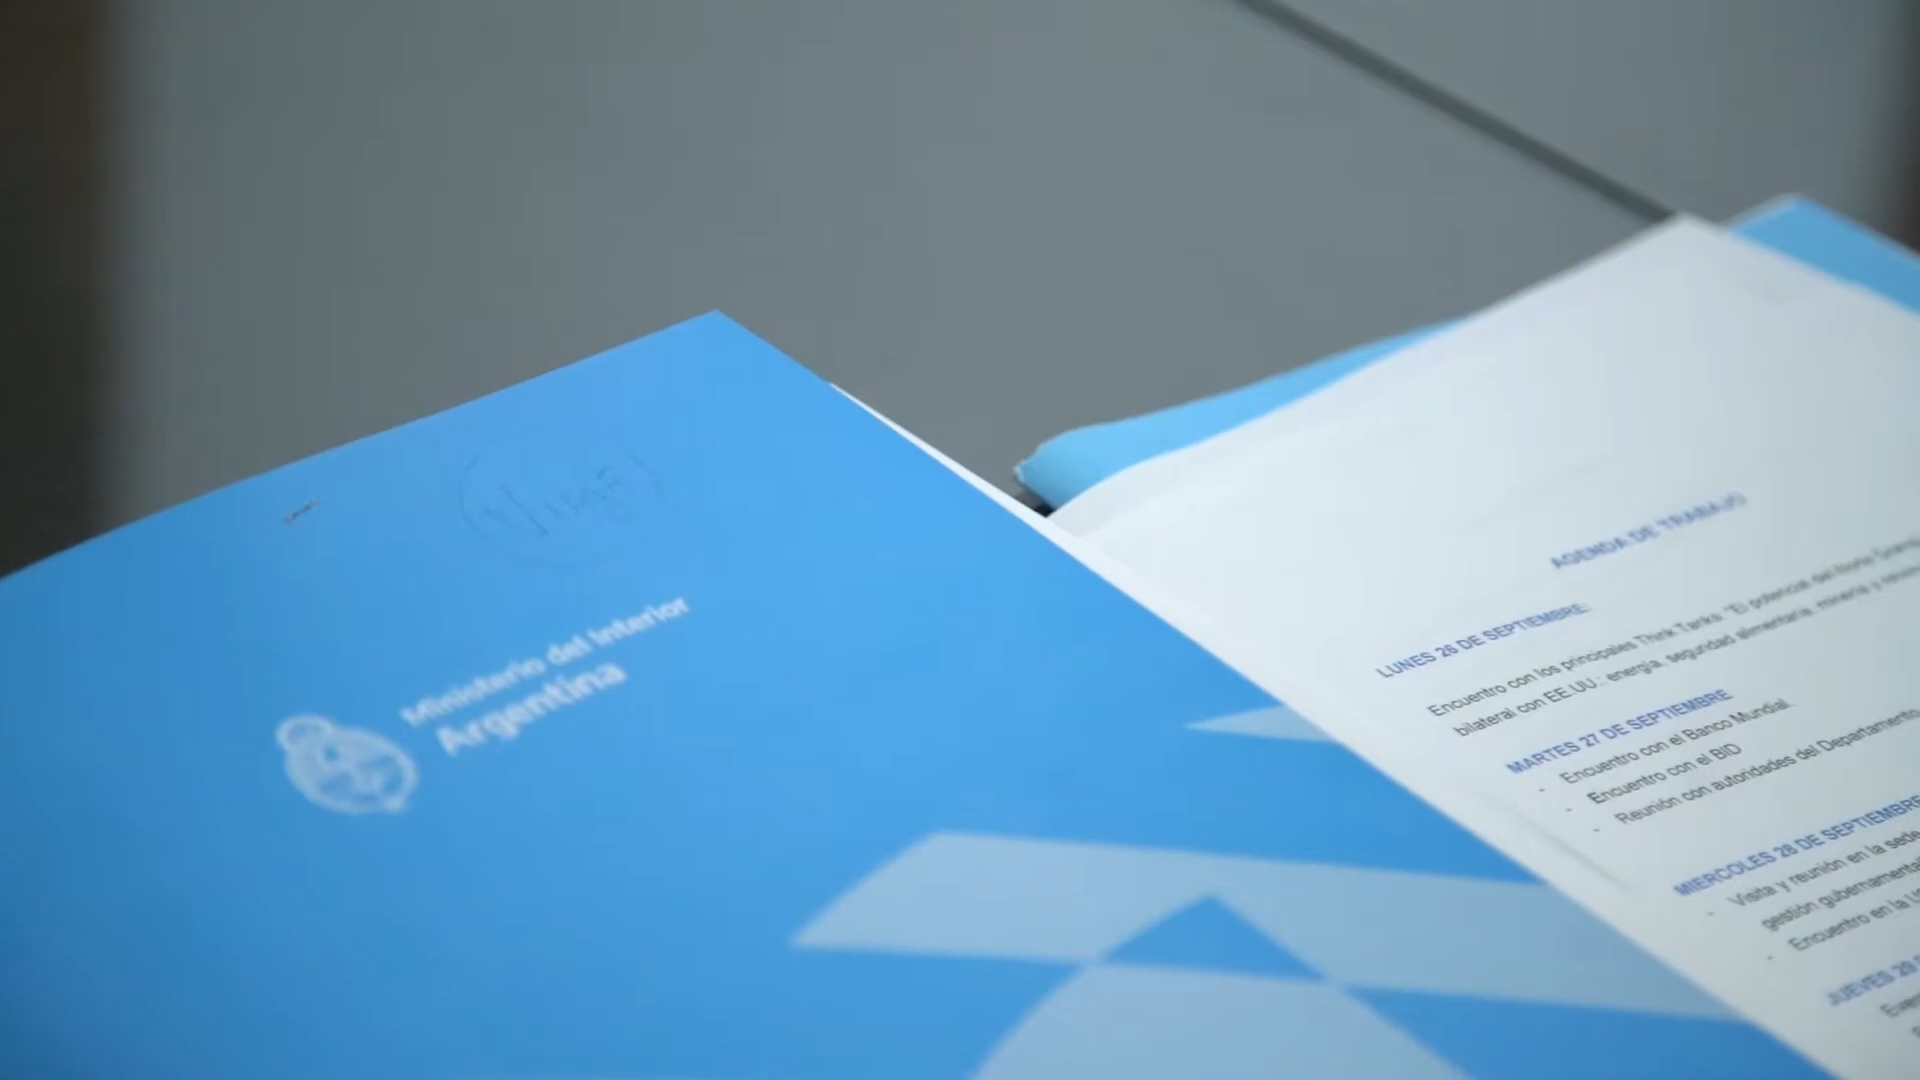 Ministerio del Interior
Argentina
AGENDA DE TRABAJO
LUNES 26 DE SEPTIEMBRE:
Encuentro con los principales Think Tanks "El potencial del Norte
bilateral con EE.UU.: energía, seguridad alimentaria, minería y
MARTES 27 DE SEPTIEMBRE
- Encuentro con el Banco Mundial.
- Encuentro con el BID
- Reunión con autoridades del Departamento
MIERCOLES 28 DE SEPTIEMBRE
- Visita y reunión en la sede
gestión gubernamental
- Encuentro en la
JUEVES 29